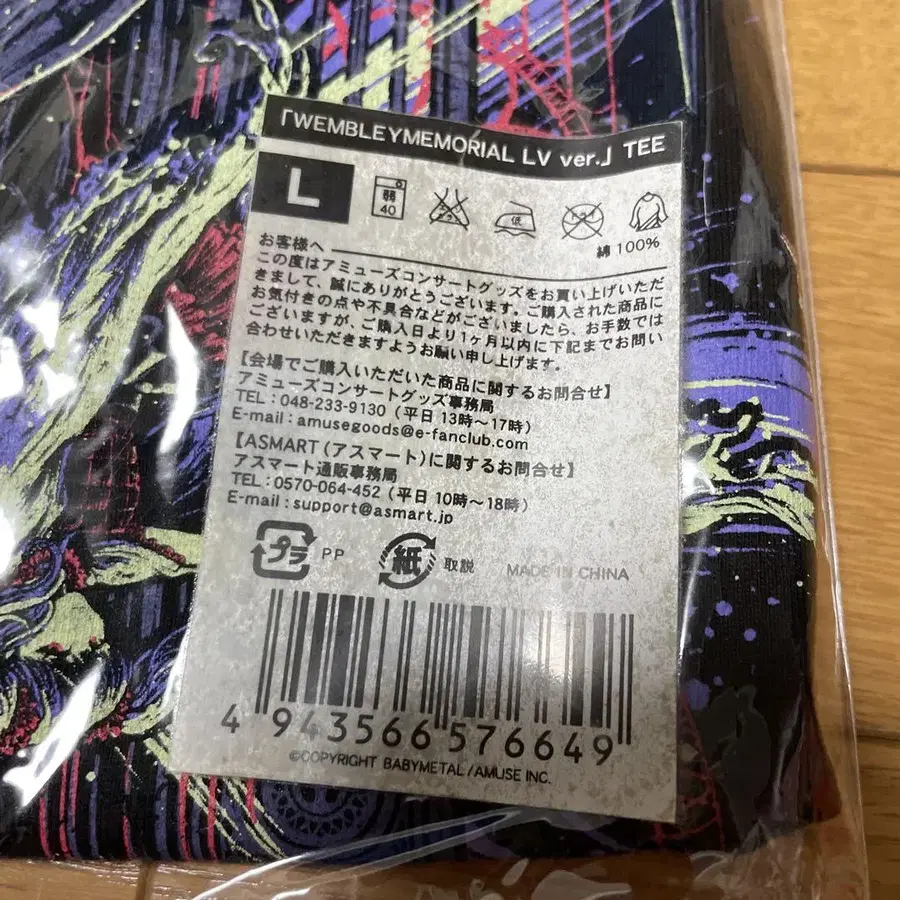 「WEMBLEYMEMORIAL LV ver.」 TEE
L
弱
40
エンソ
サラシ
低
ドライ
綿 100%
お客様へ
この度はアミューズコンサートグッズをお買い上げいただ
きまして、誠にありがとうございます。ご購入された商品に
お気付きの点や不具合などがございましたら、お手数では
ございますが、ご購入日より1ヶ月以内に下記までお問い
合わせいただきますようお願い申し上げます。
【会場でご購入いただいた商品に関するお問合せ】
アミューズコンサートグッズ事務局
TEL : 048-233-9130 (平日 13時〜17時)
E-mail : amusegoods@e-fanclub.com
【ASMART (アスマート)に関するお問合せ】
アスマート通販事務局
TEL : 0570-064-452 (平日 10時〜18時)
E-mail : support@asmart.jp
プラ PP 紙 取説 MADE IN CHINA
4 943566 576649
©COPYRIGHT BABYMETAL/AMUSE INC.